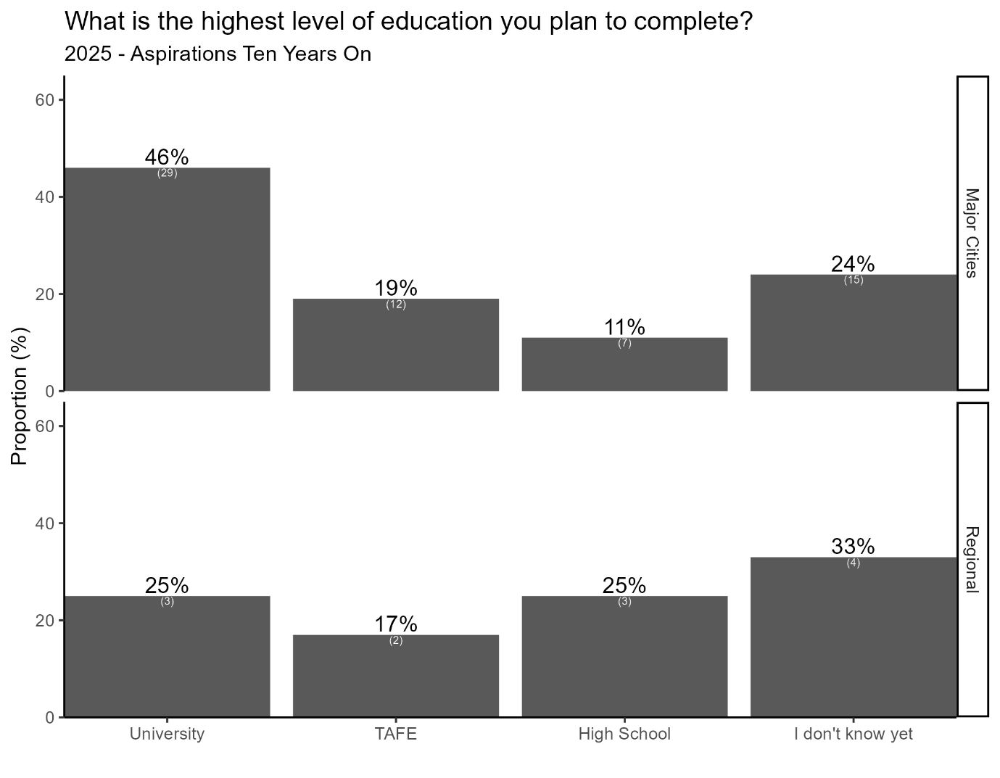 What is the highest level of education you plan to complete?
2025 - Aspirations Ten Years On
Proportion (%)
60
40
20
0
46%
(29)
19%
(12)
11%
(7)
24%
(15)
Major Cities
60
40
20
0
25%
(3)
17%
(2)
25%
(3)
33%
(4)
Regional
University
TAFE
High School
I don't know yet